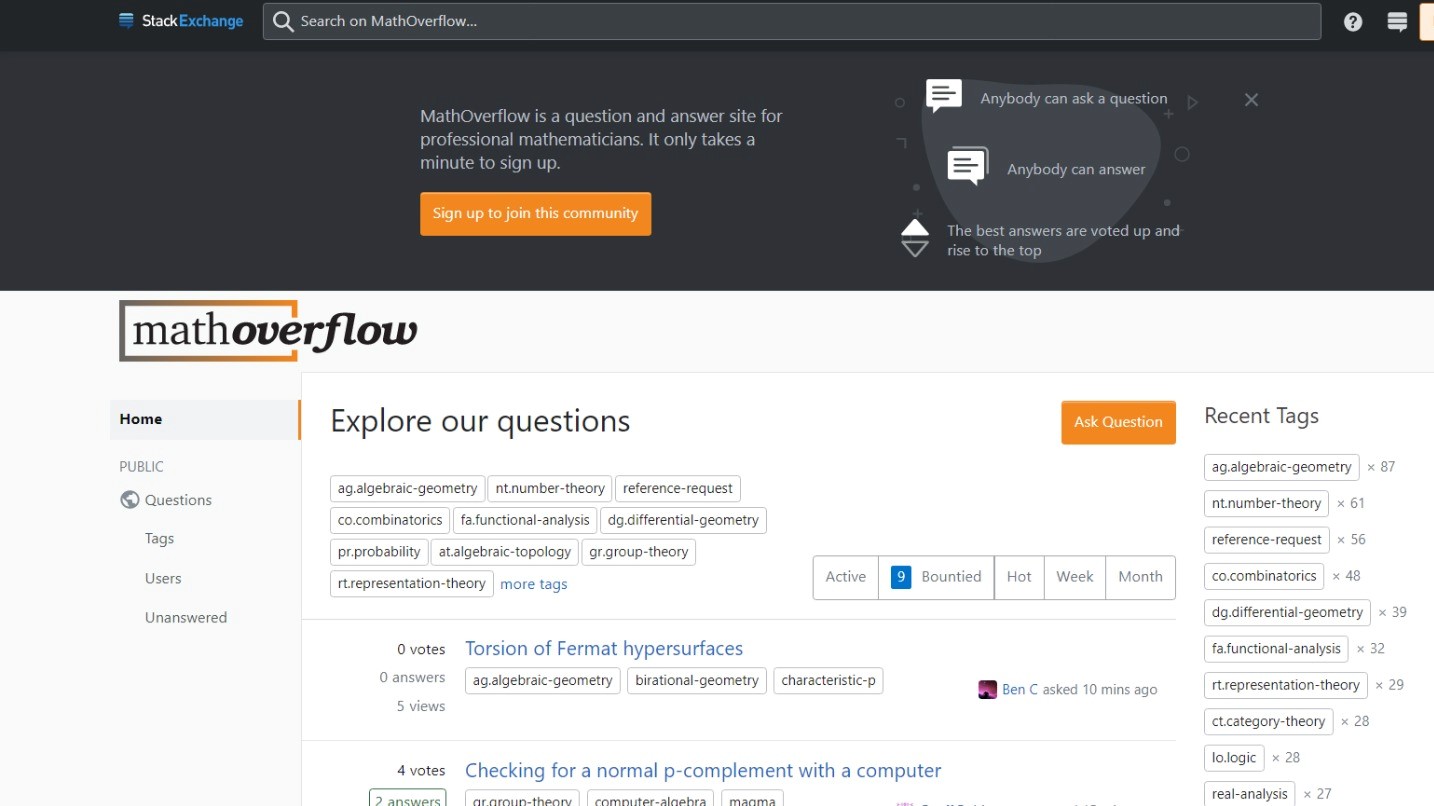 StackExchange
Search on MathOverflow...
MathOverflow is a question and answer site for
professional mathematicians. It only takes a
minute to sign up.
Sign up to join this community
Anybody can ask a question
Anybody can answer
The best answers are voted up and
rise to the top
mathoverflow
Home
PUBLIC
Questions
Tags
Users
Unanswered
Explore our questions
Ask Question
ag.algebraic-geometry nt.number-theory reference-request
co.combinatorics fa.functional-analysis dg.differential-geometry
pr.probability at.algebraic-topology gr.group-theory
rt.representation-theory more tags
Active 9 Bountied Hot Week Month
0 votes
0 answers
5 views
Torsion of Fermat hypersurfaces
ag.algebraic-geometry birational-geometry characteristic-p
Ben C asked 10 mins ago
4 votes
2 answers
Checking for a normal p-complement with a computer
gr.group-theory computer-algebra magma
Recent Tags
ag.algebraic-geometry × 87
nt.number-theory × 61
reference-request × 56
co.combinatorics × 48
dg.differential-geometry × 39
fa.functional-analysis × 32
rt.representation-theory × 29
ct.category-theory × 28
lo.logic × 28
real-analysis × 27